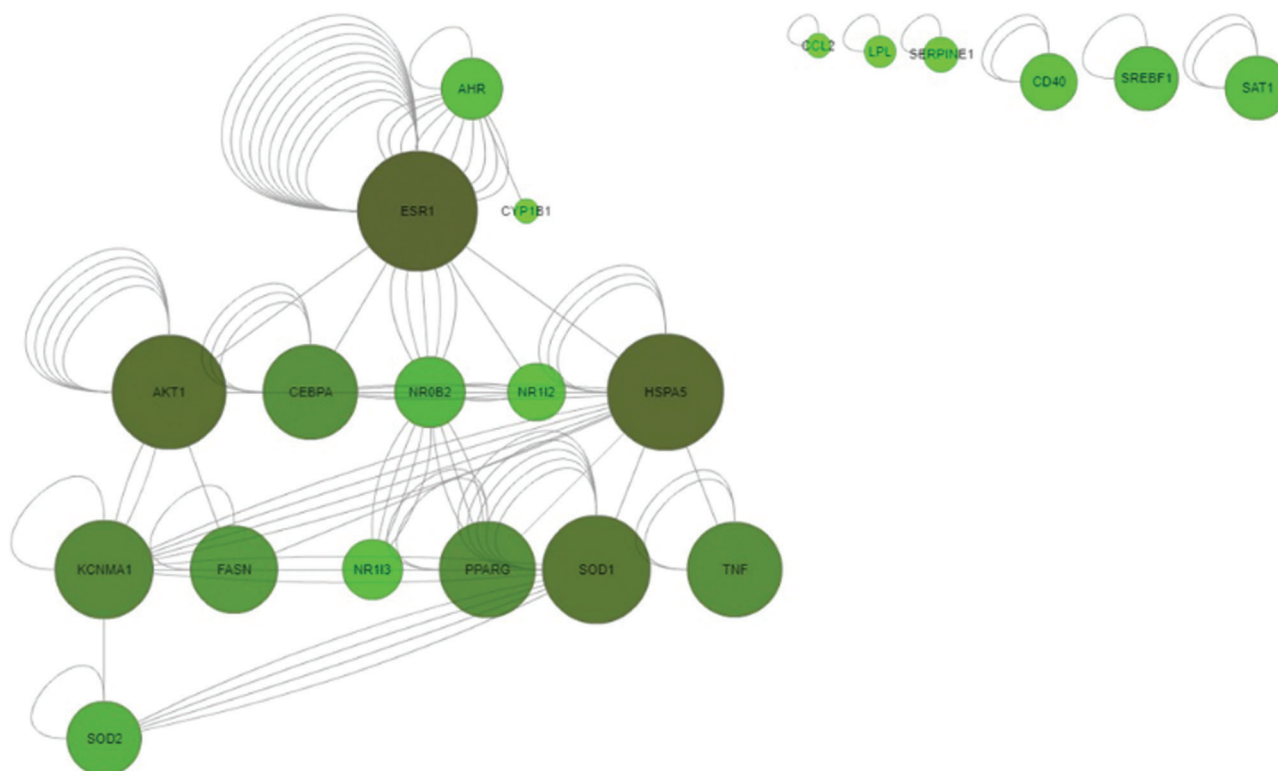 CCL2
LPL
SERPINE1
CD40
SREBF1
SAT1
AHR
ESR1
CYP1B1
AKT1
CEBPA
NR0B2
NR1I2
HSPA5
KCNMA1
FASN
NR1I3
PPARG
SOD1
TNF
SOD2